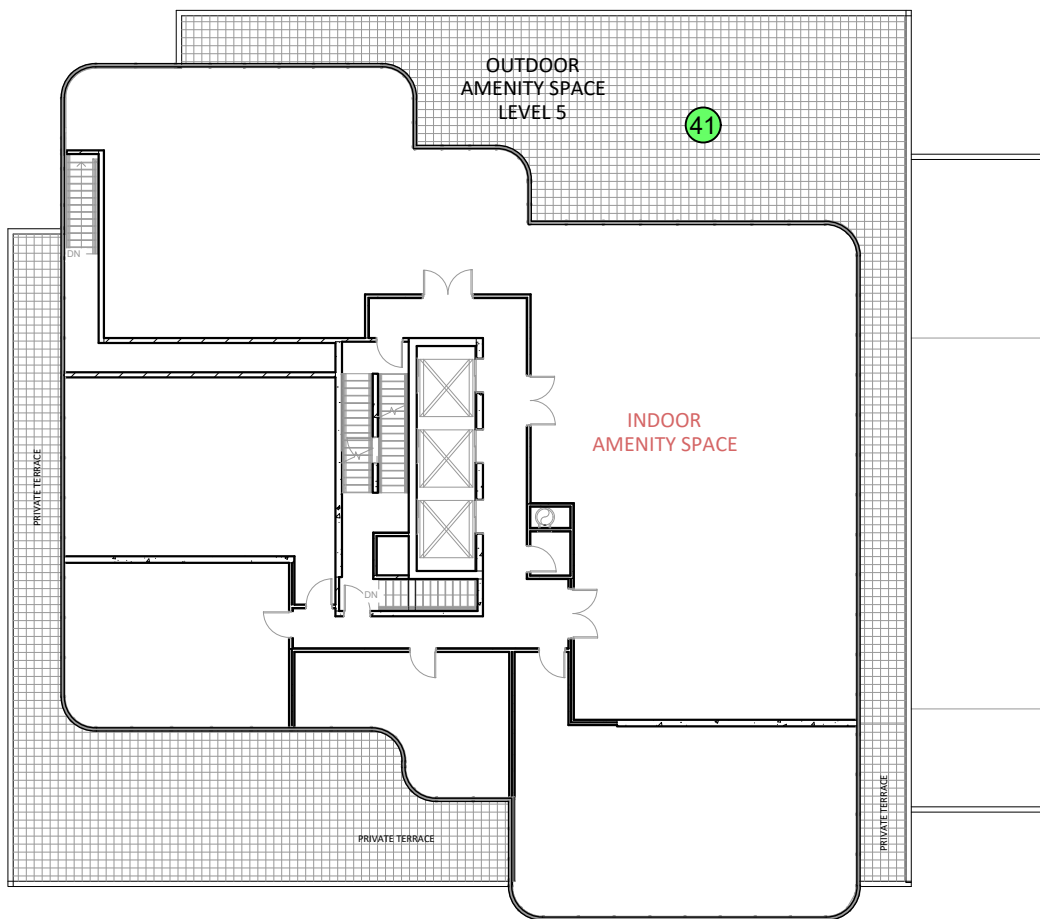 OUTDOOR
AMENITY SPACE
LEVEL 5
41
DN
INDOOR
AMENITY SPACE
PRIVATE TERRACE
DN
PRIVATE TERRACE
PRIVATE TERRACE